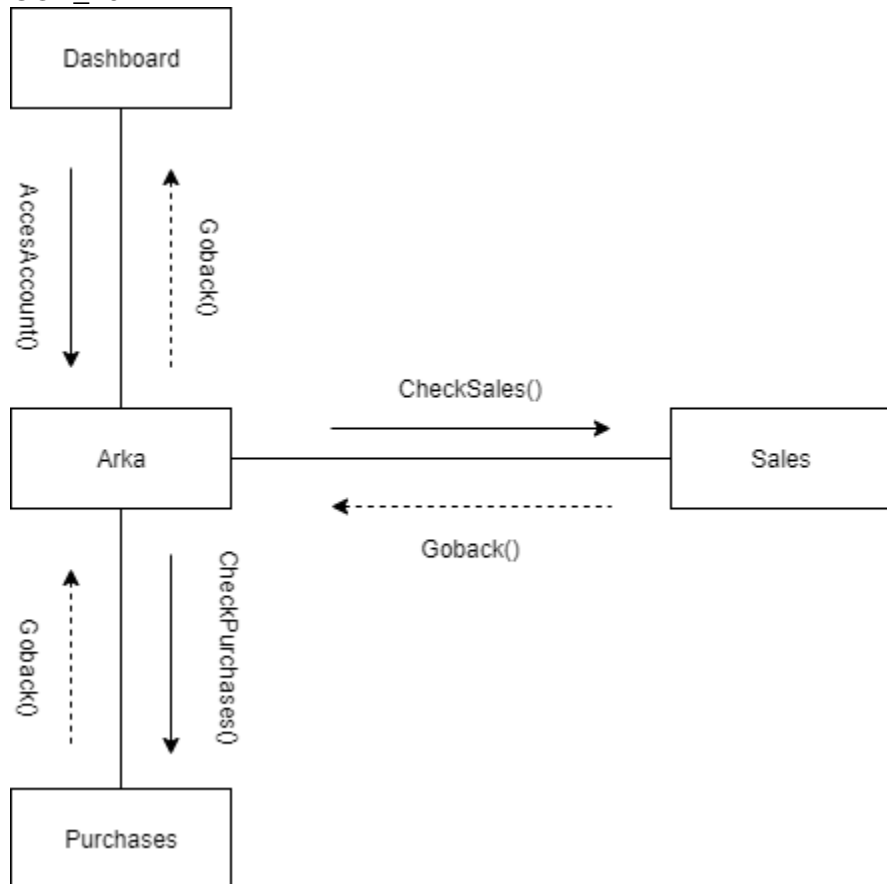 Dashboard
AccesAccount()
Goback()
CheckSales()
Arka
Sales
Goback()
Goback()
CheckPurchases()
Purchases